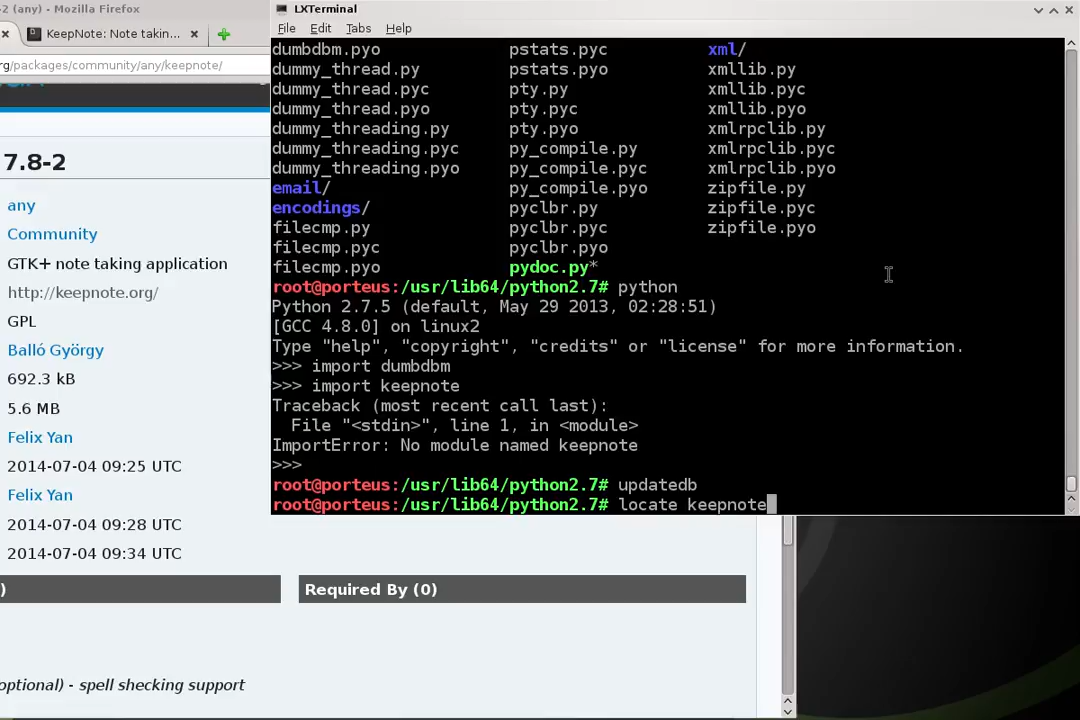 -2 (any) - Mozilla Firefox
KeepNote: Note takin...
rg/packages/community/any/keepnote/
7.8-2
any
Community
GTK+ note taking application
http://keepnote.org/
GPL
Balló György
692.3 kB
5.6 MB
Felix Yan
2014-07-04 09:25 UTC
Felix Yan
2014-07-04 09:28 UTC
2014-07-04 09:34 UTC
)
Required By (0)
optional) - spell checking support
LXTerminal
File Edit Tabs Help
dumbdbm.pyo pstats.pyc xml/
dummy_thread.py pstats.pyo xmllib.py
dummy_thread.pyc pty.py xmllib.pyc
dummy_thread.pyo pty.pyc xmllib.pyo
dummy_threading.py pty.pyo xmlrpclib.py
dummy_threading.pyc py_compile.py xmlrpclib.pyc
dummy_threading.pyo py_compile.pyc xmlrpclib.pyo
email/ py_compile.pyo zipfile.py
encodings/ pyclbr.py zipfile.pyc
filecmp.py pyclbr.pyc zipfile.pyo
filecmp.pyc pyclbr.pyo
filecmp.pyo pydoc.py*
root@porteus:/usr/lib64/python2.7# python
Python 2.7.5 (default, May 29 2013, 02:28:51)
[GCC 4.8.0] on linux2
Type "help", "copyright", "credits" or "license" for more information.
>>> import dumbdbm
>>> import keepnote
Traceback (most recent call last):
File "<stdin>", line 1, in <module>
ImportError: No module named keepnote
>>>
root@porteus:/usr/lib64/python2.7# updatedb
root@porteus:/usr/lib64/python2.7# locate keepnote